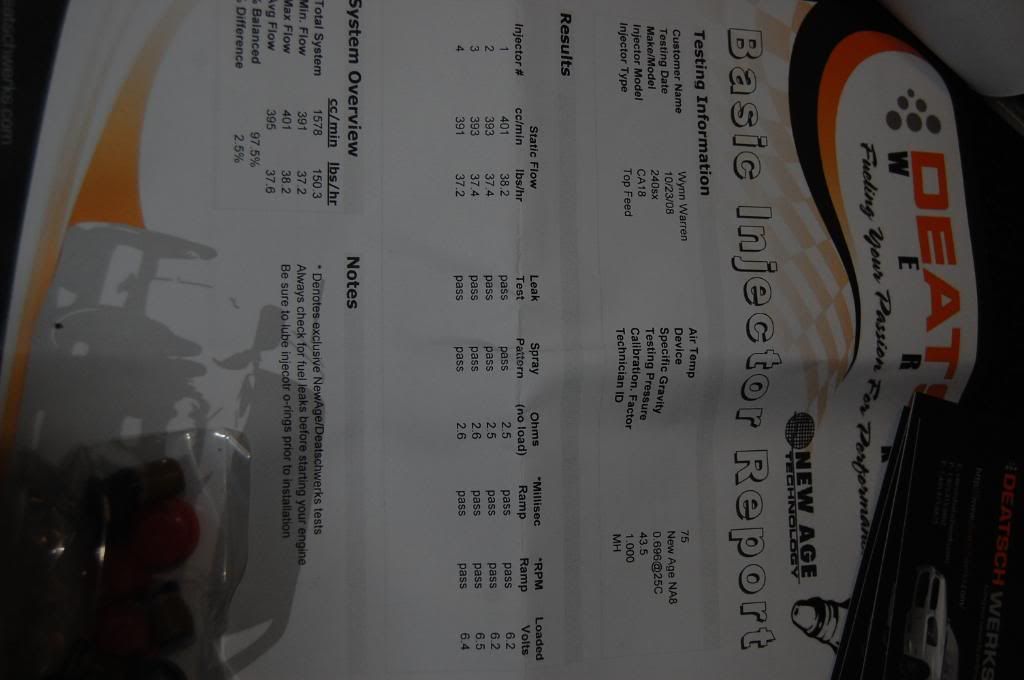 DEATSCH
W E R K
Fueling Your Passion For Performance
NEW AGE
TECHNOLOGY
Basic Injector Report
Testing Information
Customer Name Wynn Warren Air Temp 75
Testing Date 10/23/08 Device New Age NA8
Make/Model 240sx Specific Gravity 0.696@25C
Injector Model CA18 Testing Pressure 43.5
Injector Type Top Feed Calibration. Factor 1.000
Technician ID MH
Results
Static Flow Leak Spray Ohms *Millisec *RPM Loaded
Injector # cc/min lbs/hr Test Pattern (no load) Ramp Ramp Volts
1 401 38.2 pass pass 2.5 pass pass 6.2
2 393 37.4 pass pass 2.5 pass pass 6.2
3 393 37.4 pass pass 2.6 pass pass 6.5
4 391 37.2 pass pass 2.6 pass pass 6.4
System Overview
cc/min lbs/hr
Total System 1578 150.3
Min. Flow 391 37.2
Max Flow 401 38.2
Avg Flow 395 37.6
% Balanced 97.5%
% Difference 2.5%
Notes
* Denotes exclusive NewAge/Deatschwerks tests
Always check for fuel leaks before starting your engine
Be sure to lube injecotr o-rings prior to installation
eatschwerks.com
DEATSCHWERKS